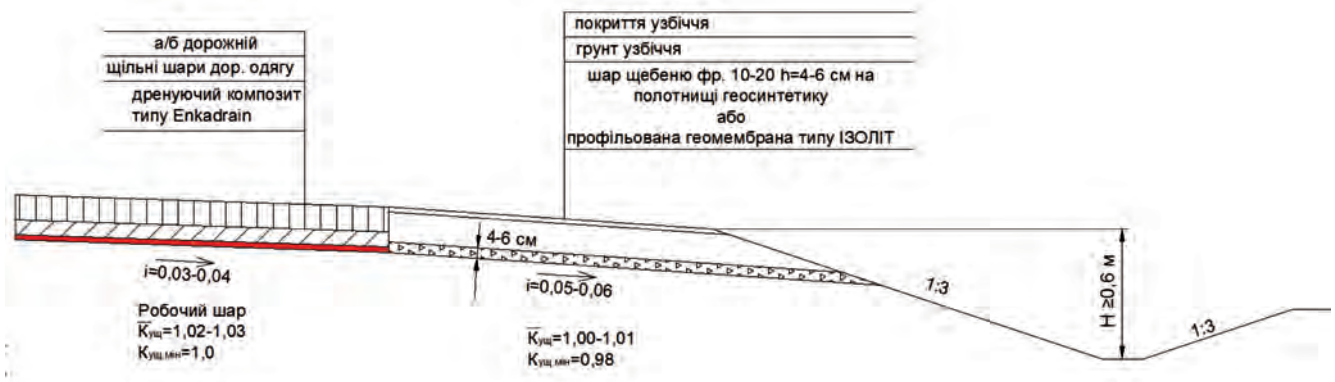 а/б дорожній
щільні шари дор. одягу
дренуючий композит
типу Enkadrain
покриття узбіччя
грунт узбіччя
шар щебеню фр. 10-20 h=4-6 см на
полотнищі геосинтетику
або
профільована геомембрана типу ІЗОЛІТ
4-6 см
i=0,03-0,04
i=0,05-0,06
1:3
H ≥0,6 м
1:3
Робочий шар
K̅ущ=1,02-1,03
Kущ.мін=1,0
K̅ущ=1,00-1,01
Kущ.мін=0,98